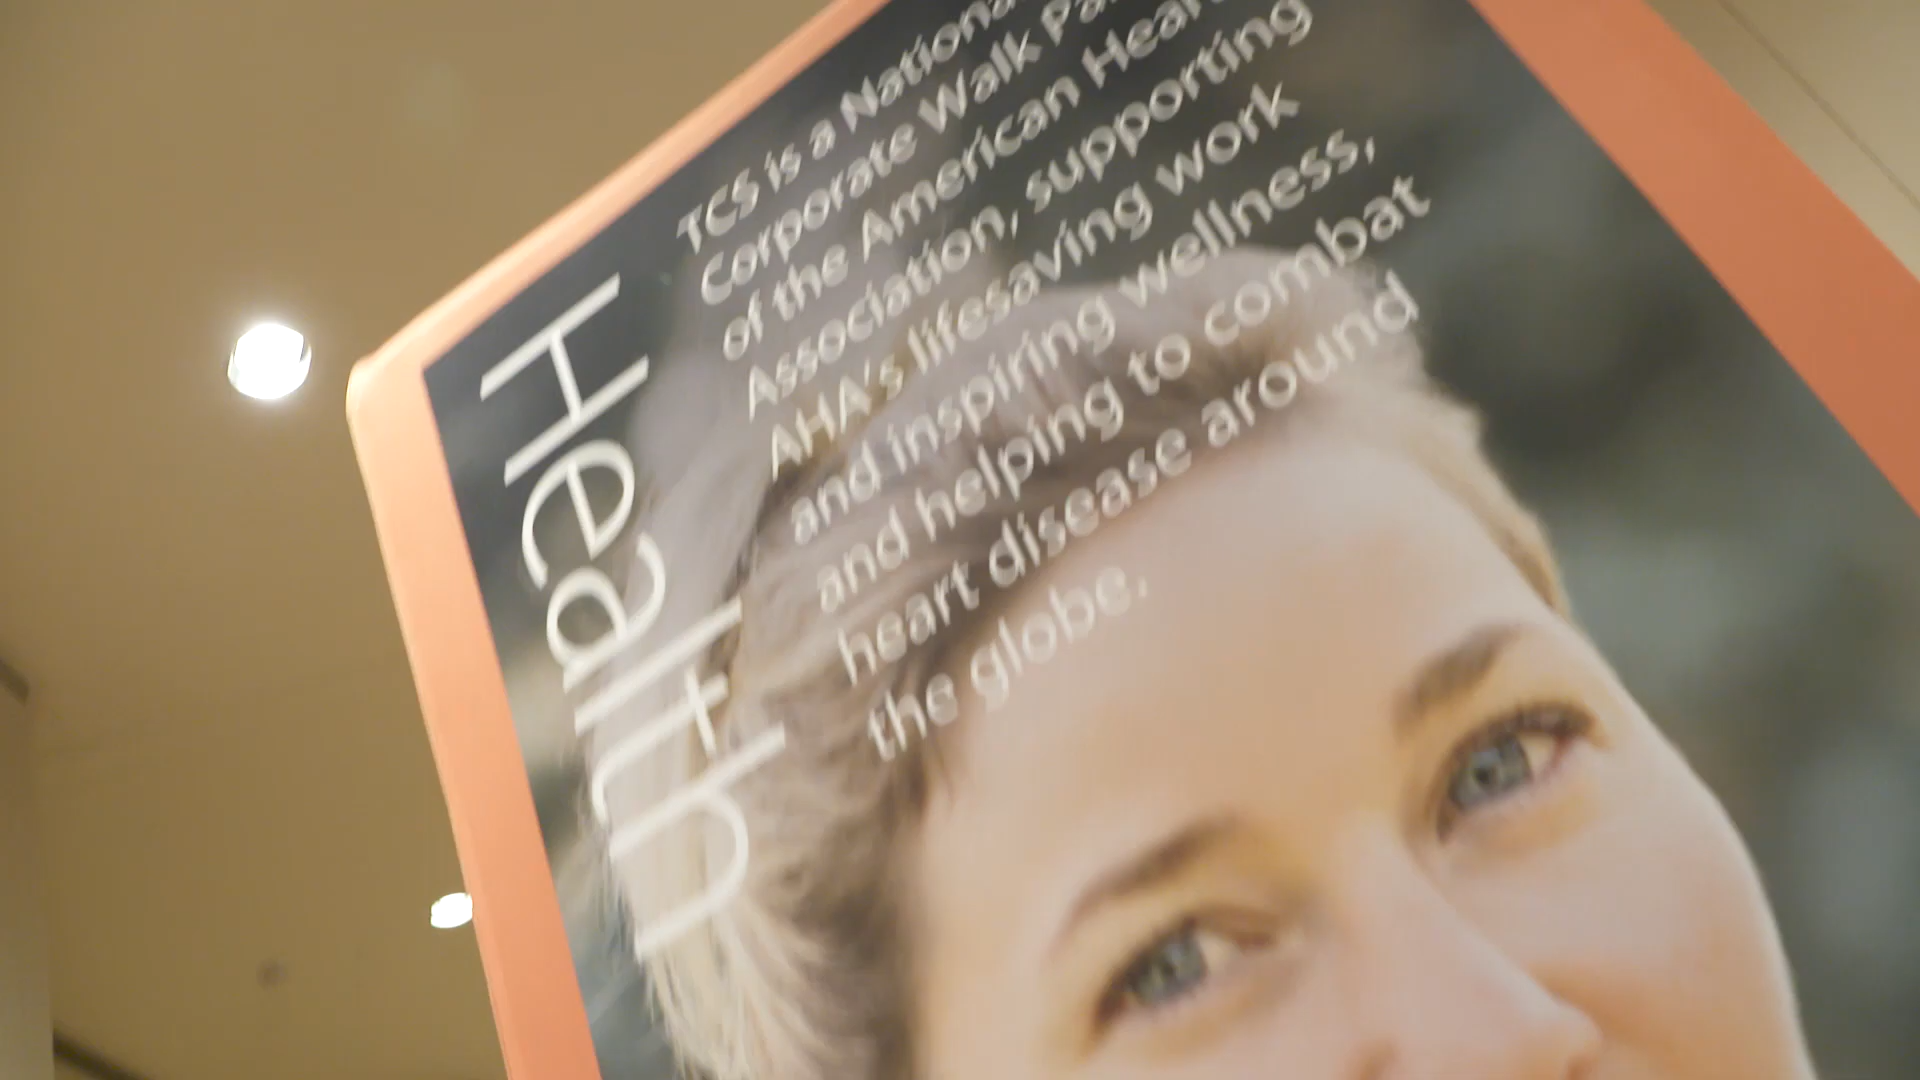 Health
TCS is a National
Corporate Walk
of the American Heart
Association, supporting
AHA's lifesaving work
and inspiring wellness,
and helping to combat
heart disease around
the globe.